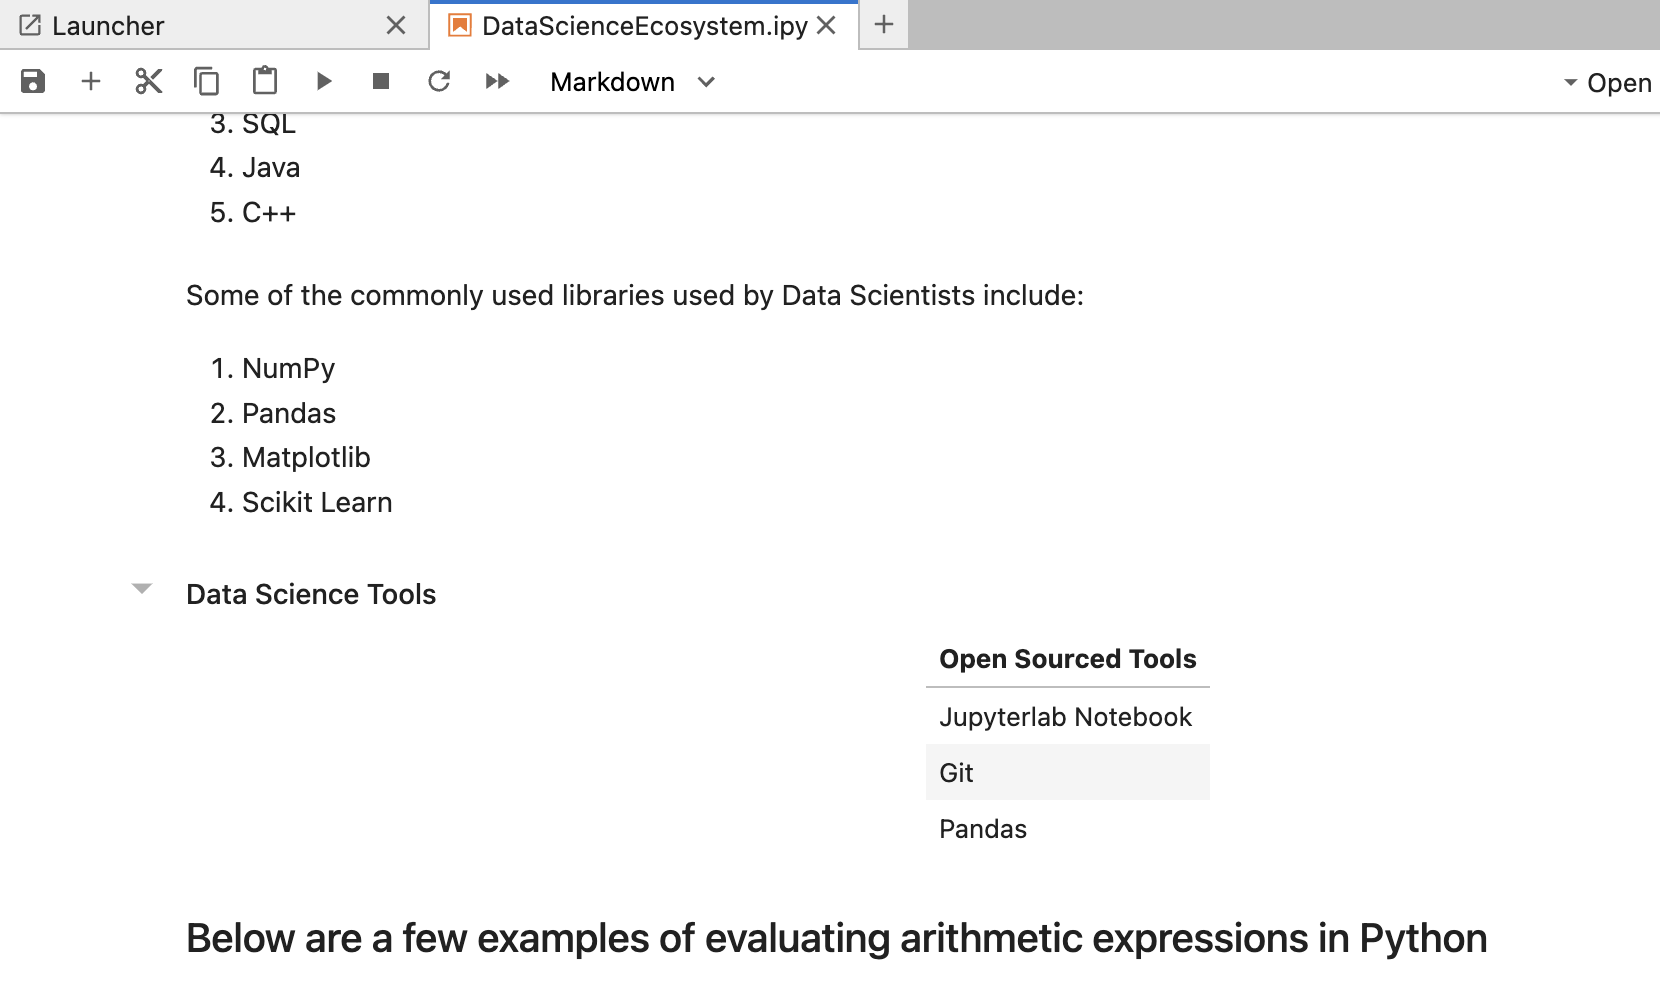 Launcher
DataScienceEcosystem.ipy
Markdown
Open
3. SQL
4. Java
5. C++
Some of the commonly used libraries used by Data Scientists include:
1. NumPy
2. Pandas
3. Matplotlib
4. Scikit Learn
Data Science Tools
Open Sourced Tools
Jupyterlab Notebook
Git
Pandas
Below are a few examples of evaluating arithmetic expressions in Python